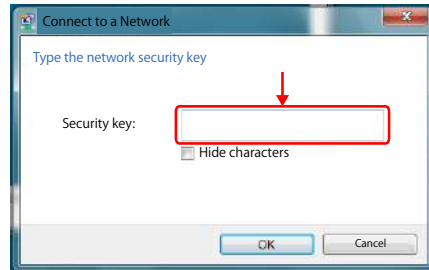 Connect to a Network
Type the network security key
Security key:
Hide characters
OK
Cancel